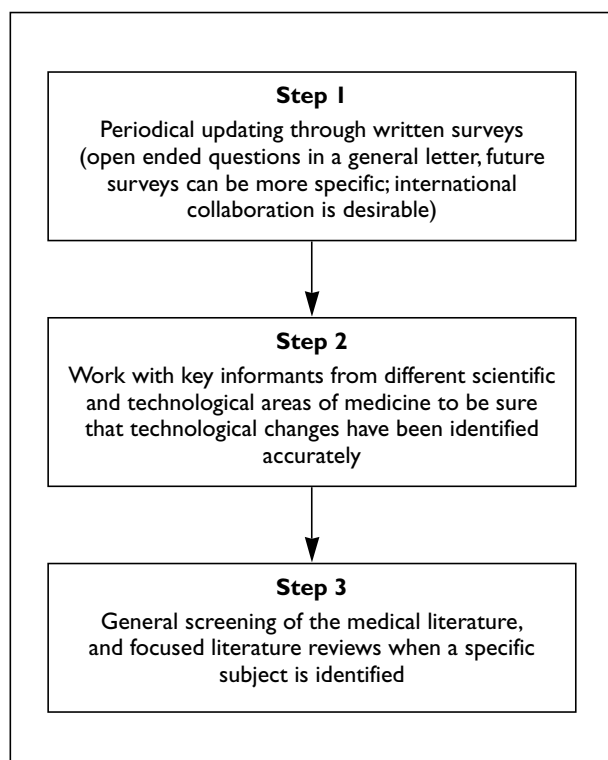 Step 1
Periodical updating through written surveys
(open ended questions in a general letter, future
surveys can be more specific; international
collaboration is desirable)
Step 2
Work with key informants from different scientific
and technological areas of medicine to be sure
that technological changes have been identified
accurately
Step 3
General screening of the medical literature,
and focused literature reviews when a specific
subject is identified